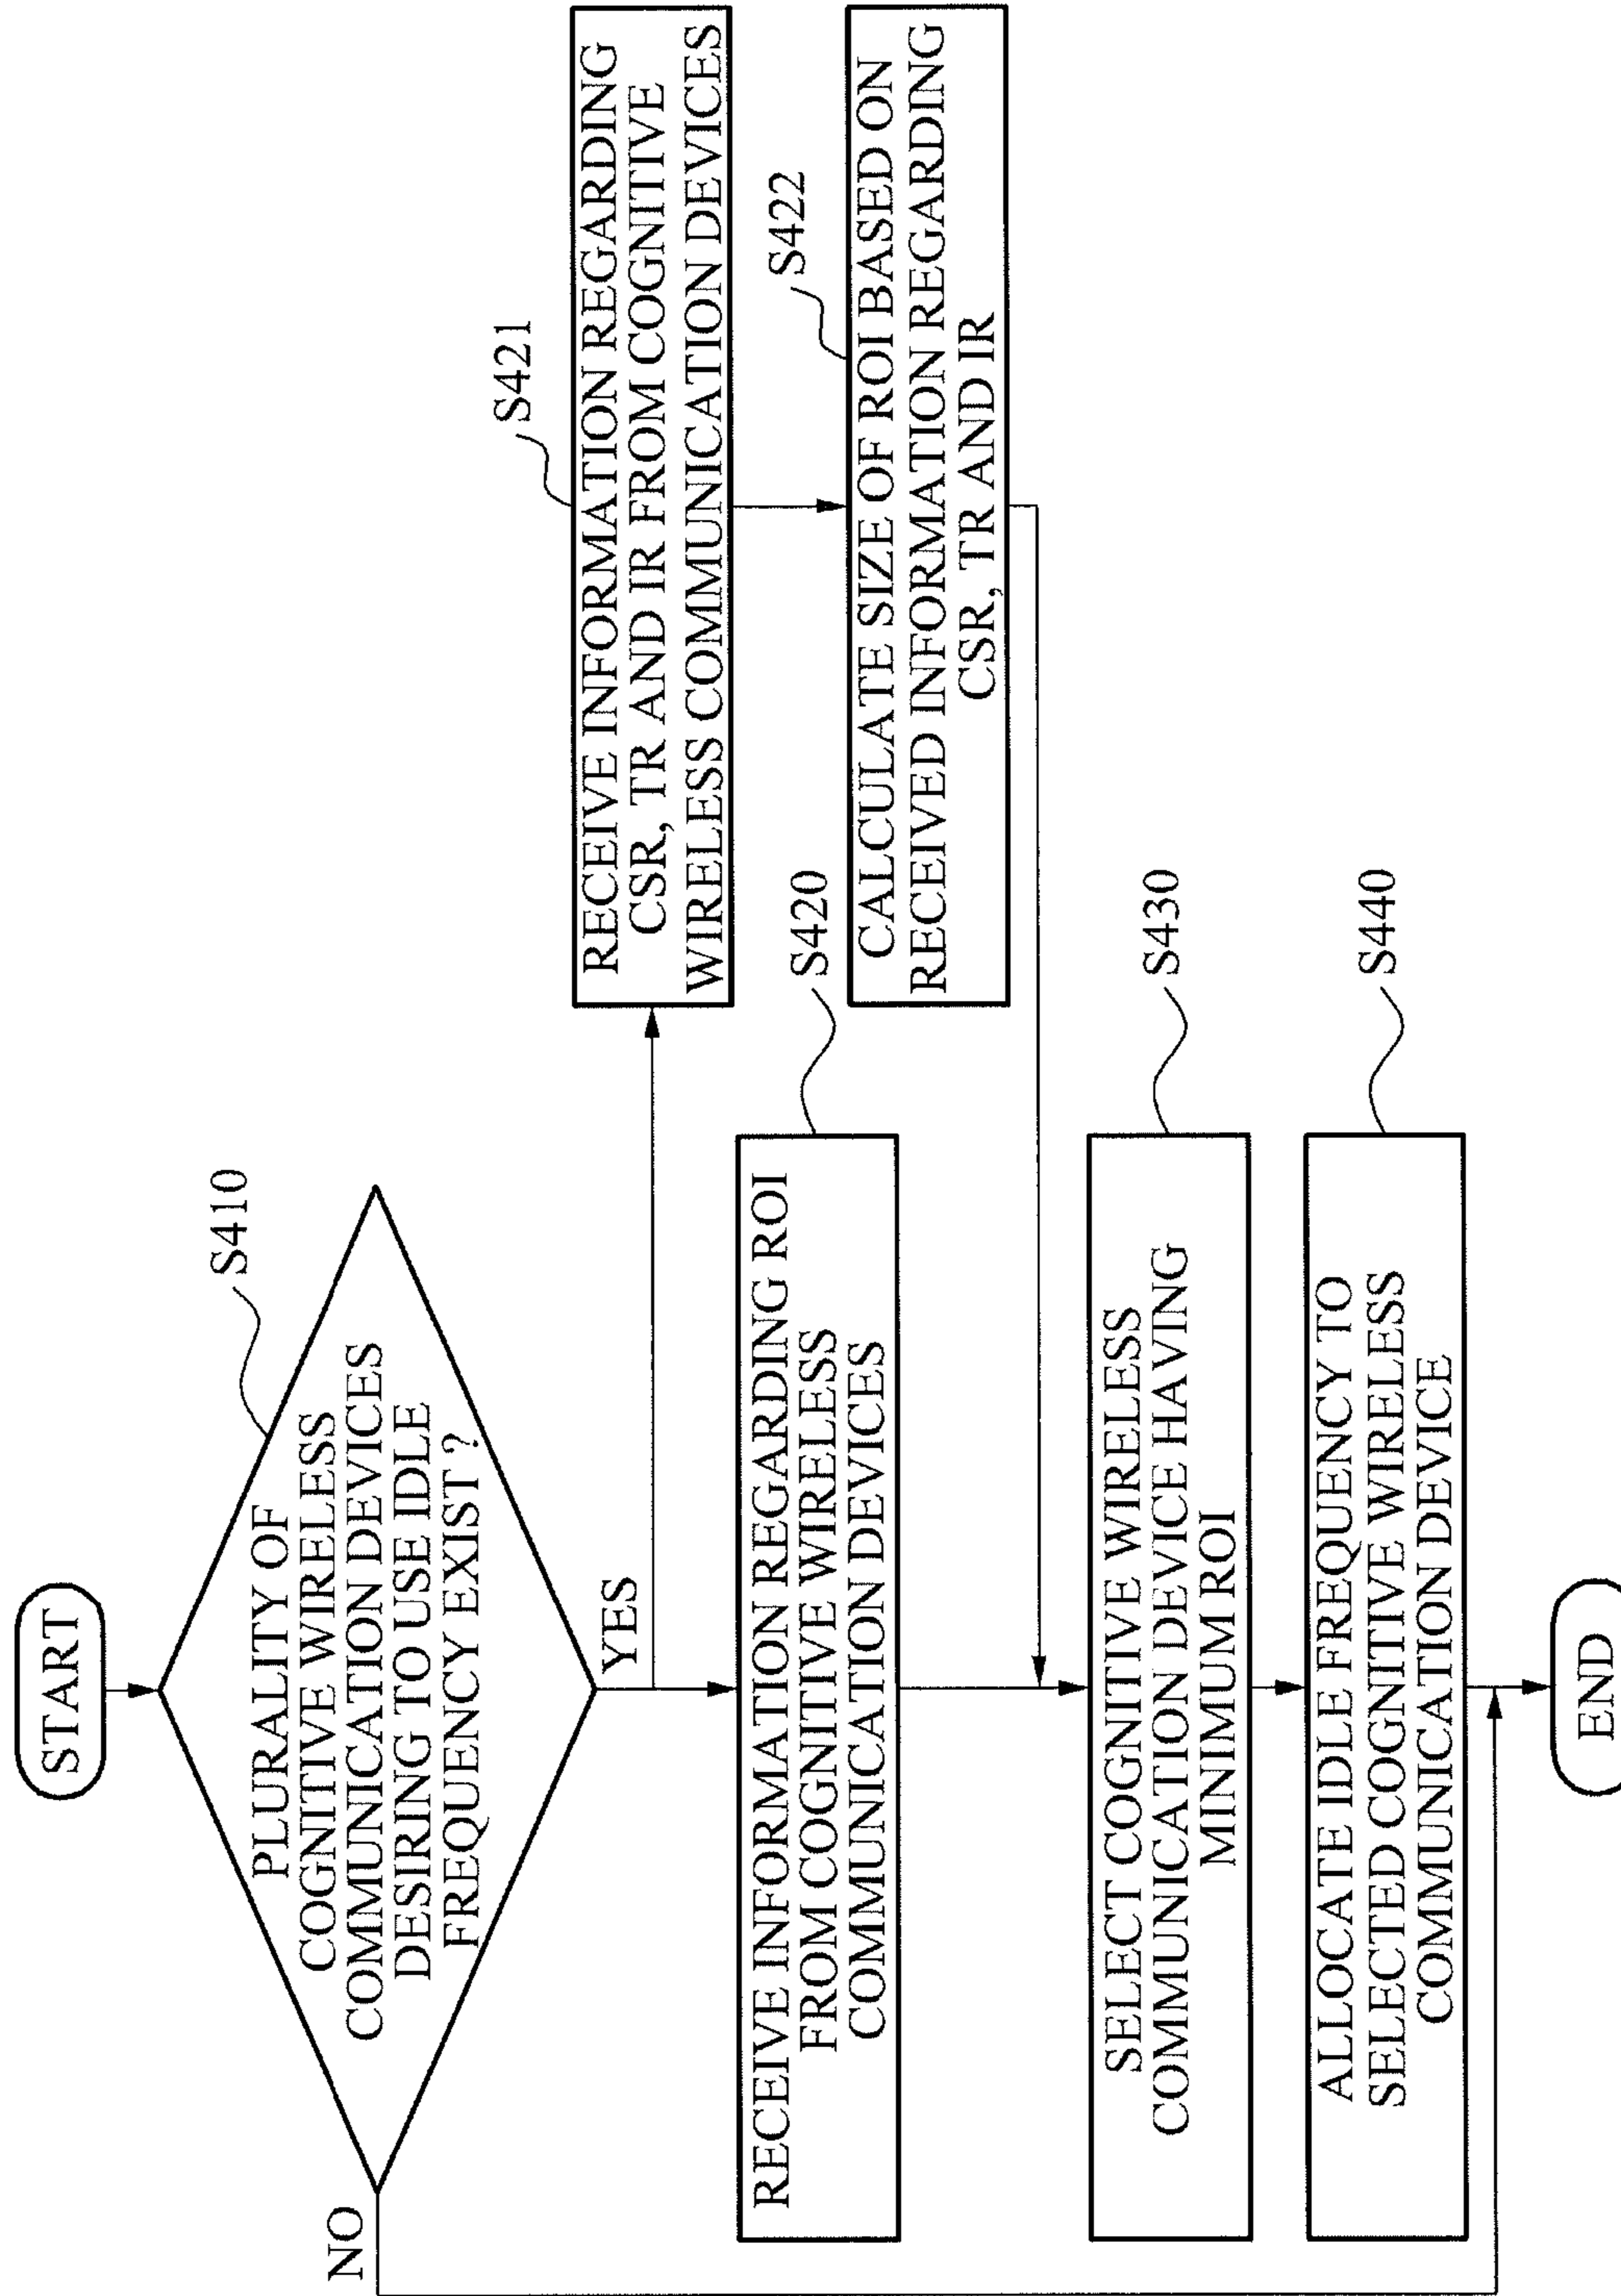 START
PLURALITY OF
COGNITIVE WIRELESS
COMMUNICATION DEVICES
DESIRING TO USE IDLE
FREQUENCY EXIST ?
S410
NO
YES
RECEIVE INFORMATION REGARDING
CSR, TR AND IR FROM COGNITIVE
WIRELESS COMMUNICATION DEVICES
S421
RECEIVE INFORMATION REGARDING ROI
FROM COGNITIVE WIRELESS
COMMUNICATION DEVICES
S420
CALCULATE SIZE OF ROI BASED ON
RECEIVED INFORMATION REGARDING
CSR, TR AND IR
S422
SELECT COGNITIVE WIRELESS
COMMUNICATION DEVICE HAVING
MINIMUM ROI
S430
ALLOCATE IDLE FREQUENCY TO
SELECTED COGNITIVE WIRELESS
COMMUNICATION DEVICE
S440
END